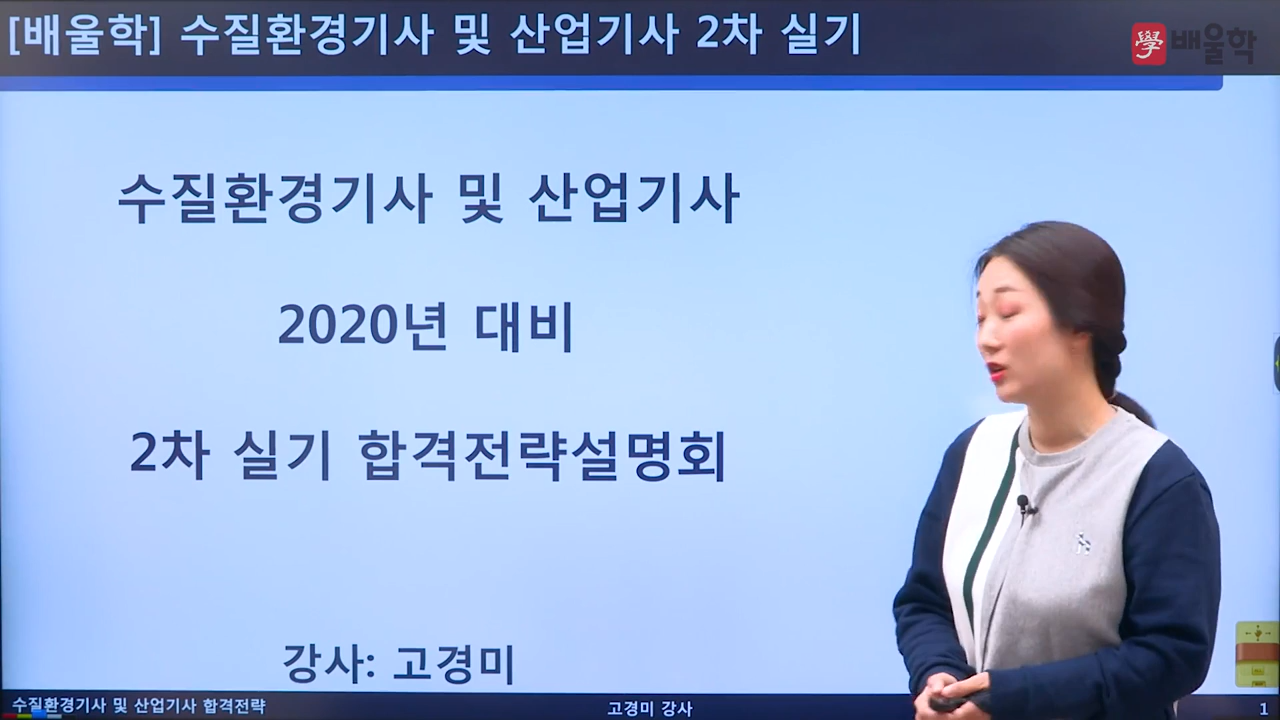 [배울학] 수질환경기사 및 산업기사 2차 실기
學 배울학
수질환경기사 및 산업기사
2020년 대비
2차 실기 합격전략설명회
강사: 고경미
수질환경기사 및 산업기사 합격전략
고경미 강사
1